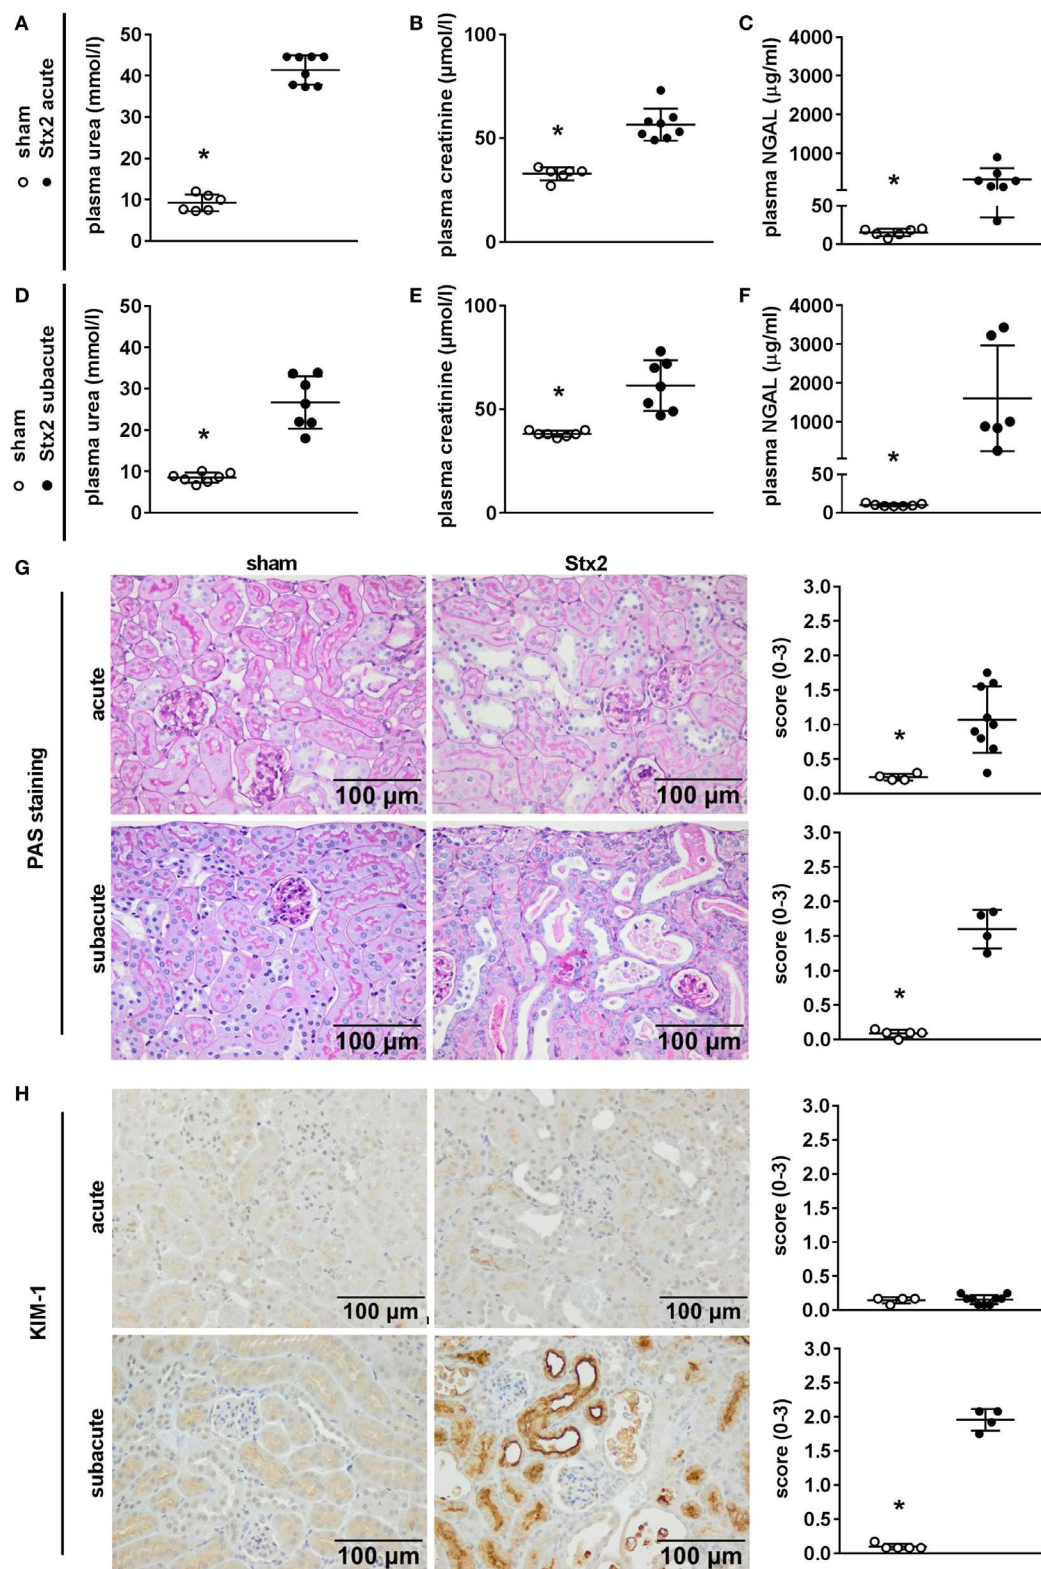 A
sham
Stx2 acute
plasma urea (mmol/l)
50
40
30
20
10
0
*
B
plasma creatinine (µmol/l)
100
50
0
*
C
plasma NGAL (µg/ml)
4000
3000
2000
1000
50
0
*
D
sham
Stx2 subacute
plasma urea (mmol/l)
50
40
30
20
10
0
*
E
plasma creatinine (µmol/l)
100
50
0
*
F
plasma NGAL (µg/ml)
4000
3000
2000
1000
50
0
*
G
sham
Stx2
PAS staining
acute
100 µm
100 µm
score (0-3)
3.0
2.5
2.0
1.5
1.0
0.5
0.0
*
subacute
100 µm
100 µm
score (0-3)
3.0
2.5
2.0
1.5
1.0
0.5
0.0
*
H
KIM-1
acute
100 µm
100 µm
score (0-3)
3.0
2.5
2.0
1.5
1.0
0.5
0.0
subacute
100 µm
100 µm
score (0-3)
3.0
2.5
2.0
1.5
1.0
0.5
0.0
*